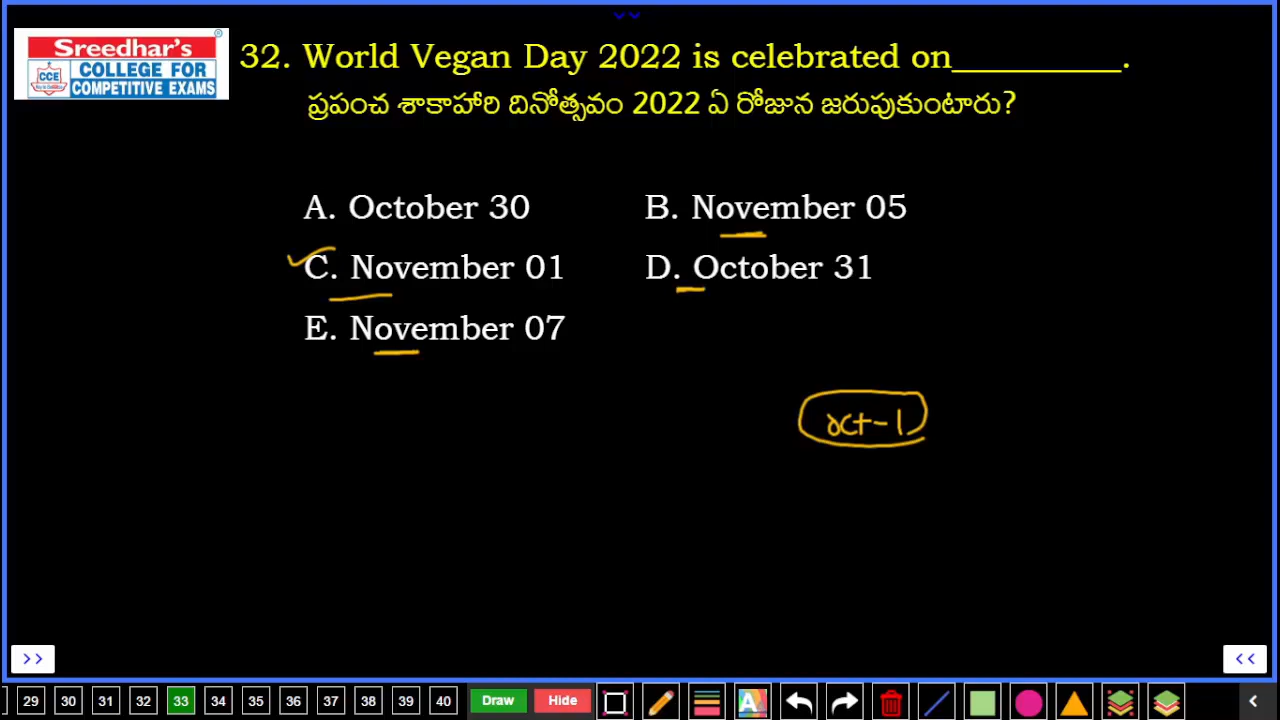 Sreedhar's
CCE
COLLEGE FOR
COMPETITIVE EXAMS
32. World Vegan Day 2022 is celebrated on__________.
ప్రపంచ శాకాహారి దినోత్సవం 2022 ఏ రోజున జరుపుకుంటారు?
A. October 30
B. November 05
C. November 01
D. October 31
E. November 07
oct-1
>>
<<
29 30 31 32 33 34 35 36 37 38 39 40 Draw Hide A <